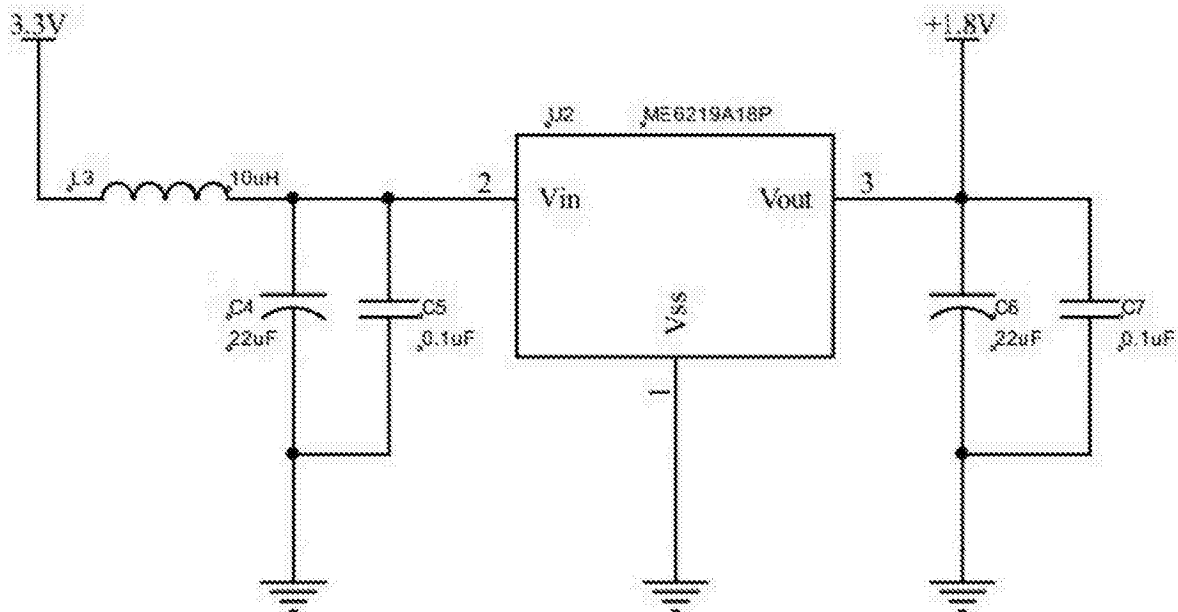 3.3V
+1.8V
U2 ME6219A18P
L3 10uH
2
Vin
Vout
3
C4
22uF
C5
0.1uF
Vss
1
C6
22uF
C7
0.1uF